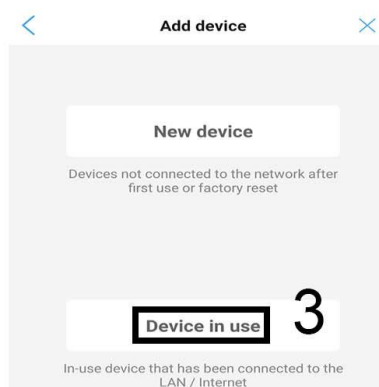 Add device
New device
Devices not connected to the network after
first use or factory reset
Device in use
3
In-use device that has been connected to the
LAN / Internet